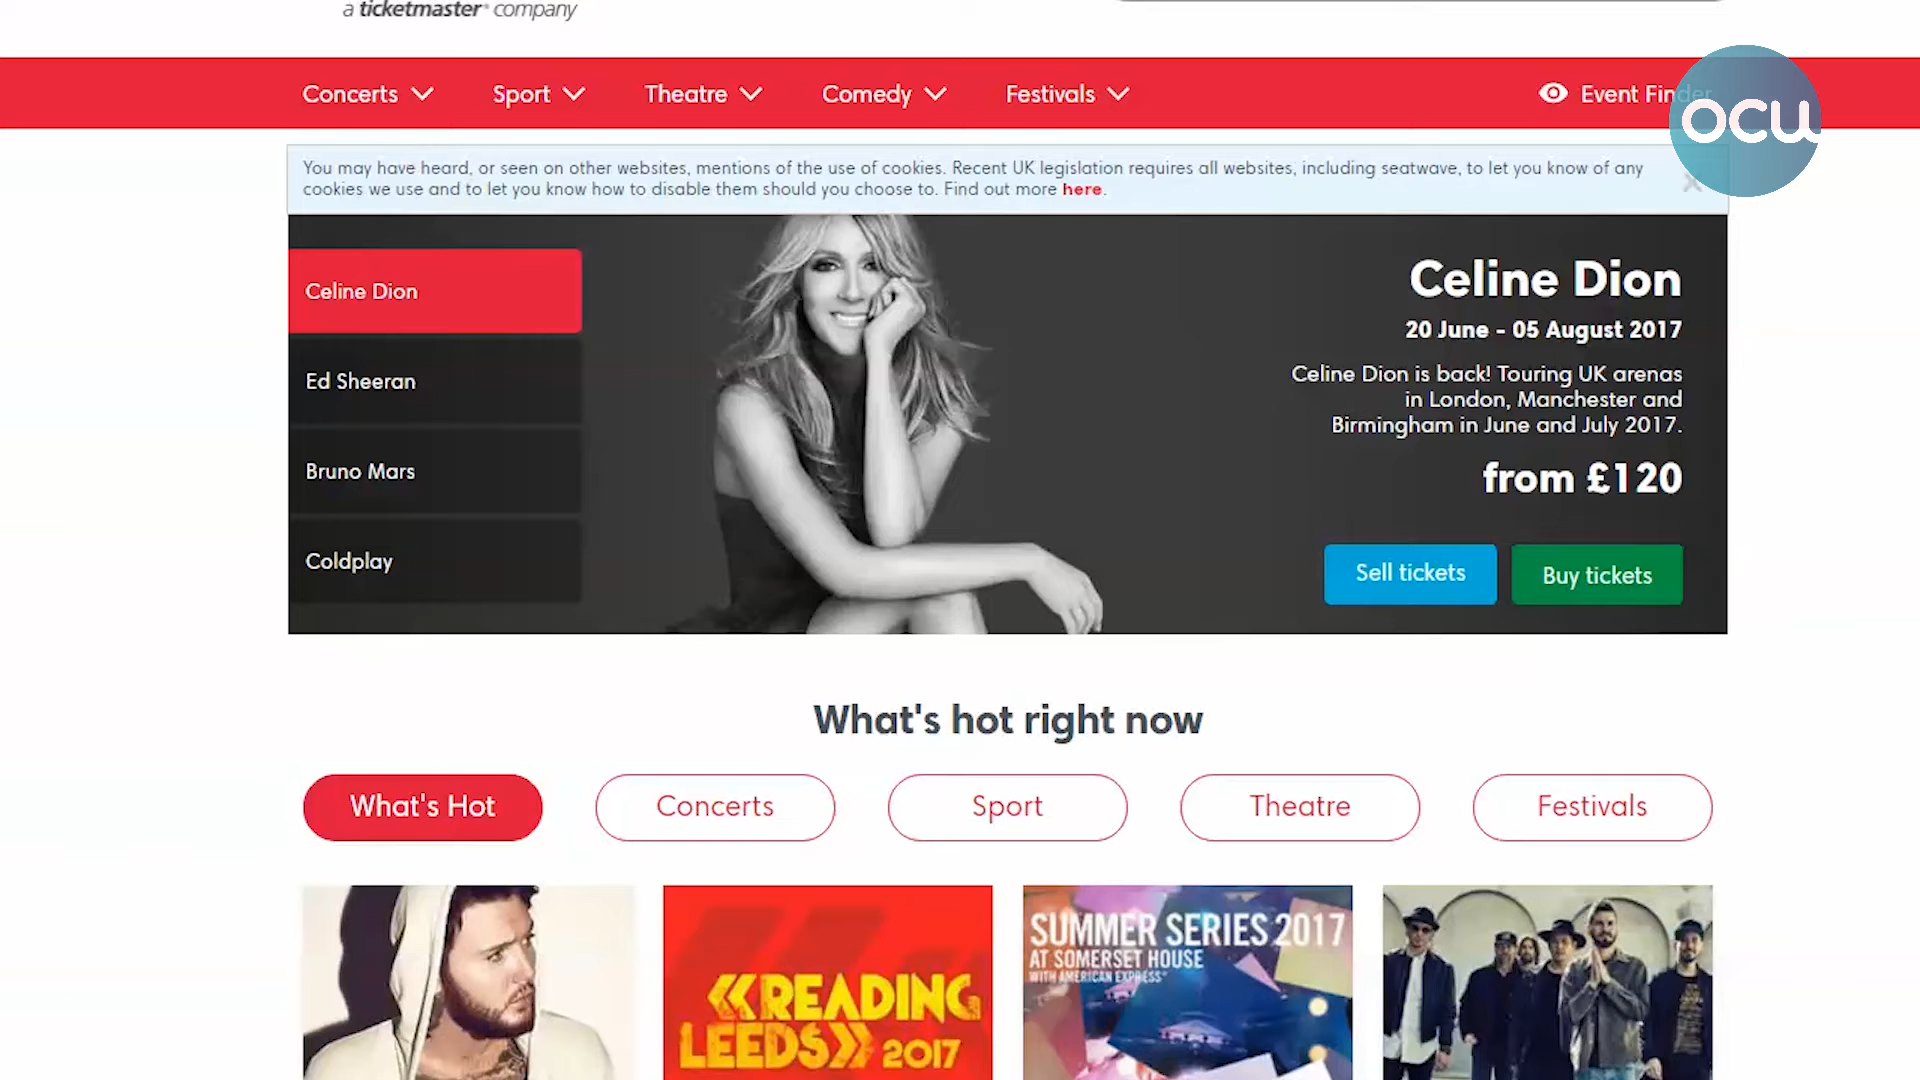 a ticketmaster company
Concerts
Sport
Theatre
Comedy
Festivals
Event Finder
ocu
You may have heard, or seen on other websites, mentions of the use of cookies. Recent UK legislation requires all websites, including seatwave, to let you know of any
cookies we use and to let you know how to disable them should you choose to. Find out more here.
Celine Dion
Ed Sheeran
Bruno Mars
Coldplay
Celine Dion
20 June - 05 August 2017
Celine Dion is back! Touring UK arenas
in London, Manchester and
Birmingham in June and July 2017.
from £120
Sell tickets
Buy tickets
What's hot right now
What's Hot
Concerts
Sport
Theatre
Festivals
READING
LEEDS 2017
SUMMER SERIES 2017
AT SOMERSET HOUSE
WITH AMERICAN EXPRESS